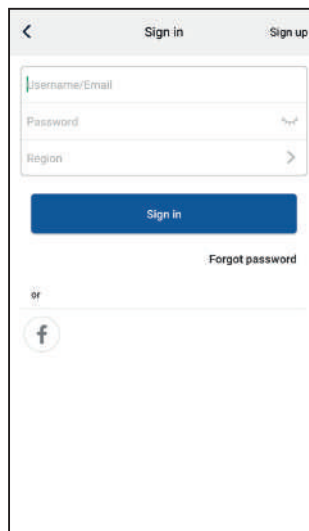 Sign in Sign up
Username/Email
Password
Region
Sign in
Forgot password
or
f